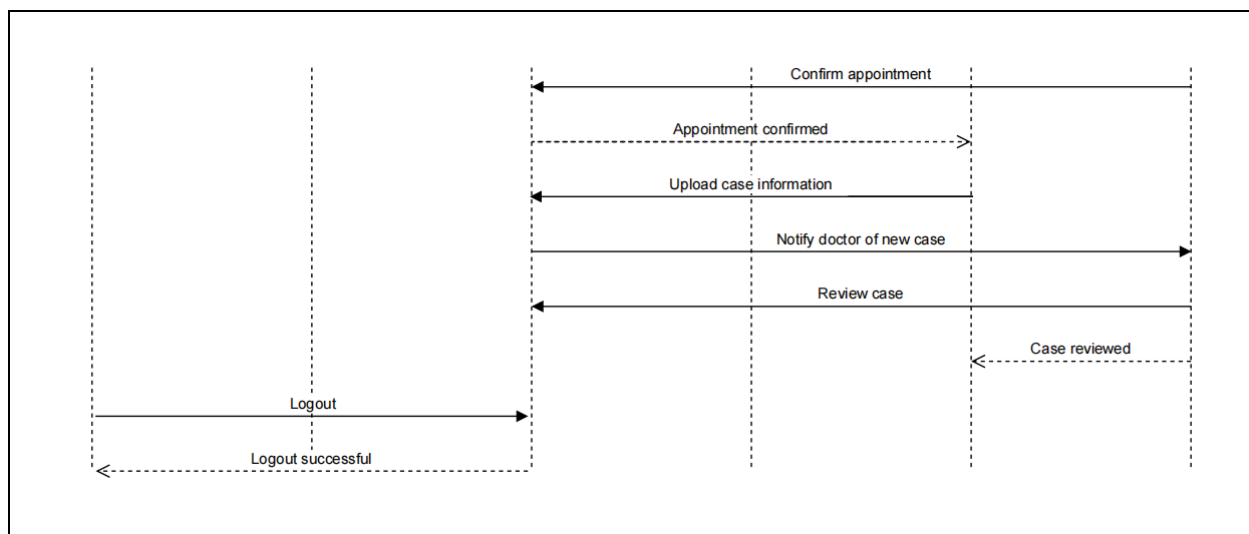 Confirm appointment
Appointment confirmed
Upload case information
Notify doctor of new case
Review case
Case reviewed
Logout
Logout successful